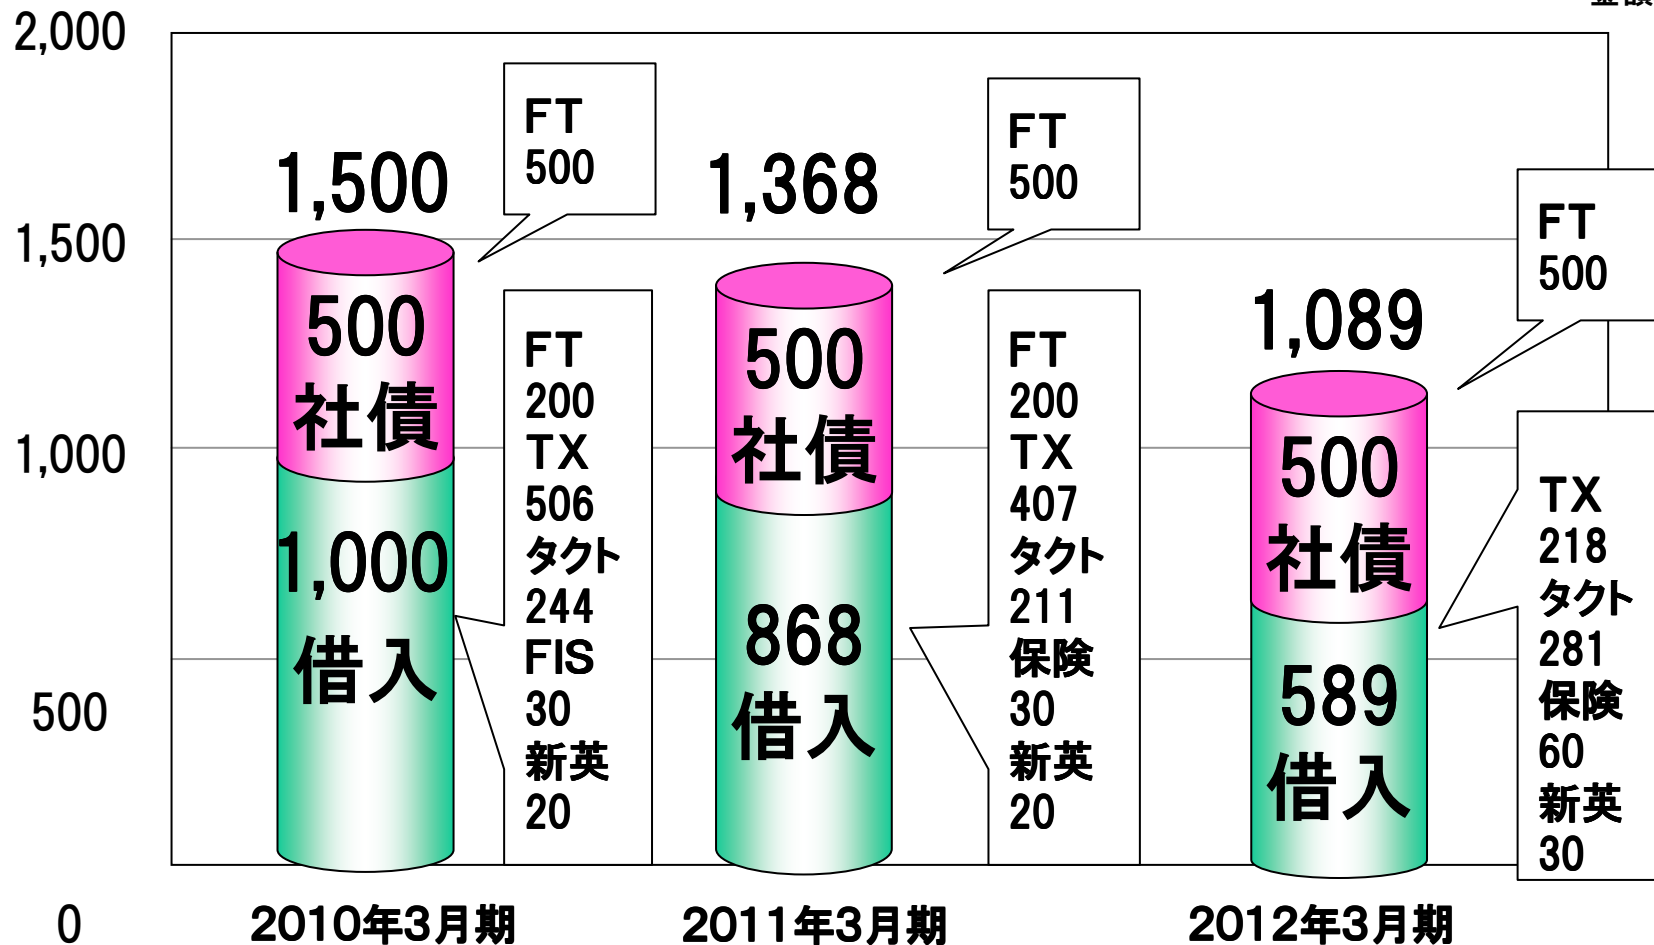 金額
2,000
1,500
1,000
500
0
1,500
500
社債
1,000
借入
FT
500
FT
200
TX
506
タクト
244
FIS
30
新英
20
1,368
500
社債
868
借入
FT
500
FT
200
TX
407
タクト
211
保険
30
新英
20
1,089
500
社債
589
借入
FT
500
TX
218
タクト
281
保険
60
新英
30
2010年3月期
2011年3月期
2012年3月期